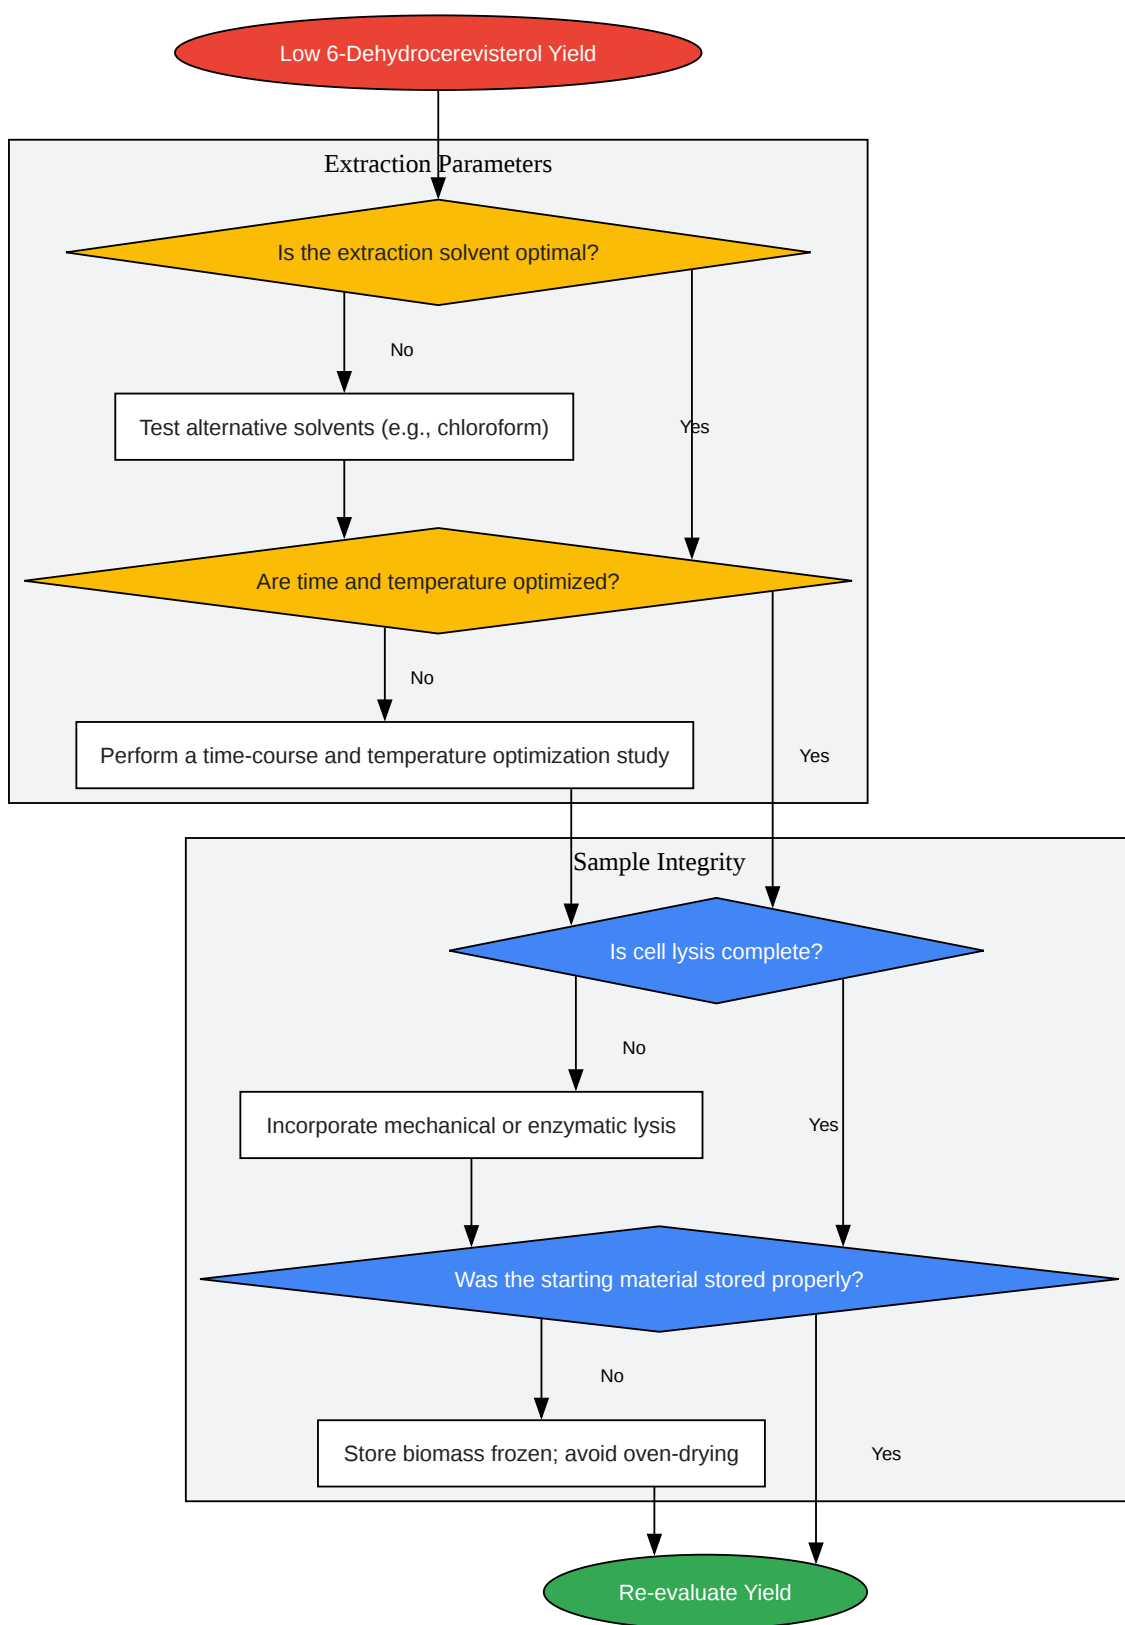 Low 6-Dehydrocerevisterol Yield
Extraction Parameters
Is the extraction solvent optimal?
No
Test alternative solvents (e.g., chloroform)
Yes
Are time and temperature optimized?
No
Perform a time-course and temperature optimization study
Yes
Sample Integrity
Is cell lysis complete?
No
Incorporate mechanical or enzymatic lysis
Yes
Was the starting material stored properly?
No
Store biomass frozen; avoid oven-drying
Yes
Re-evaluate Yield